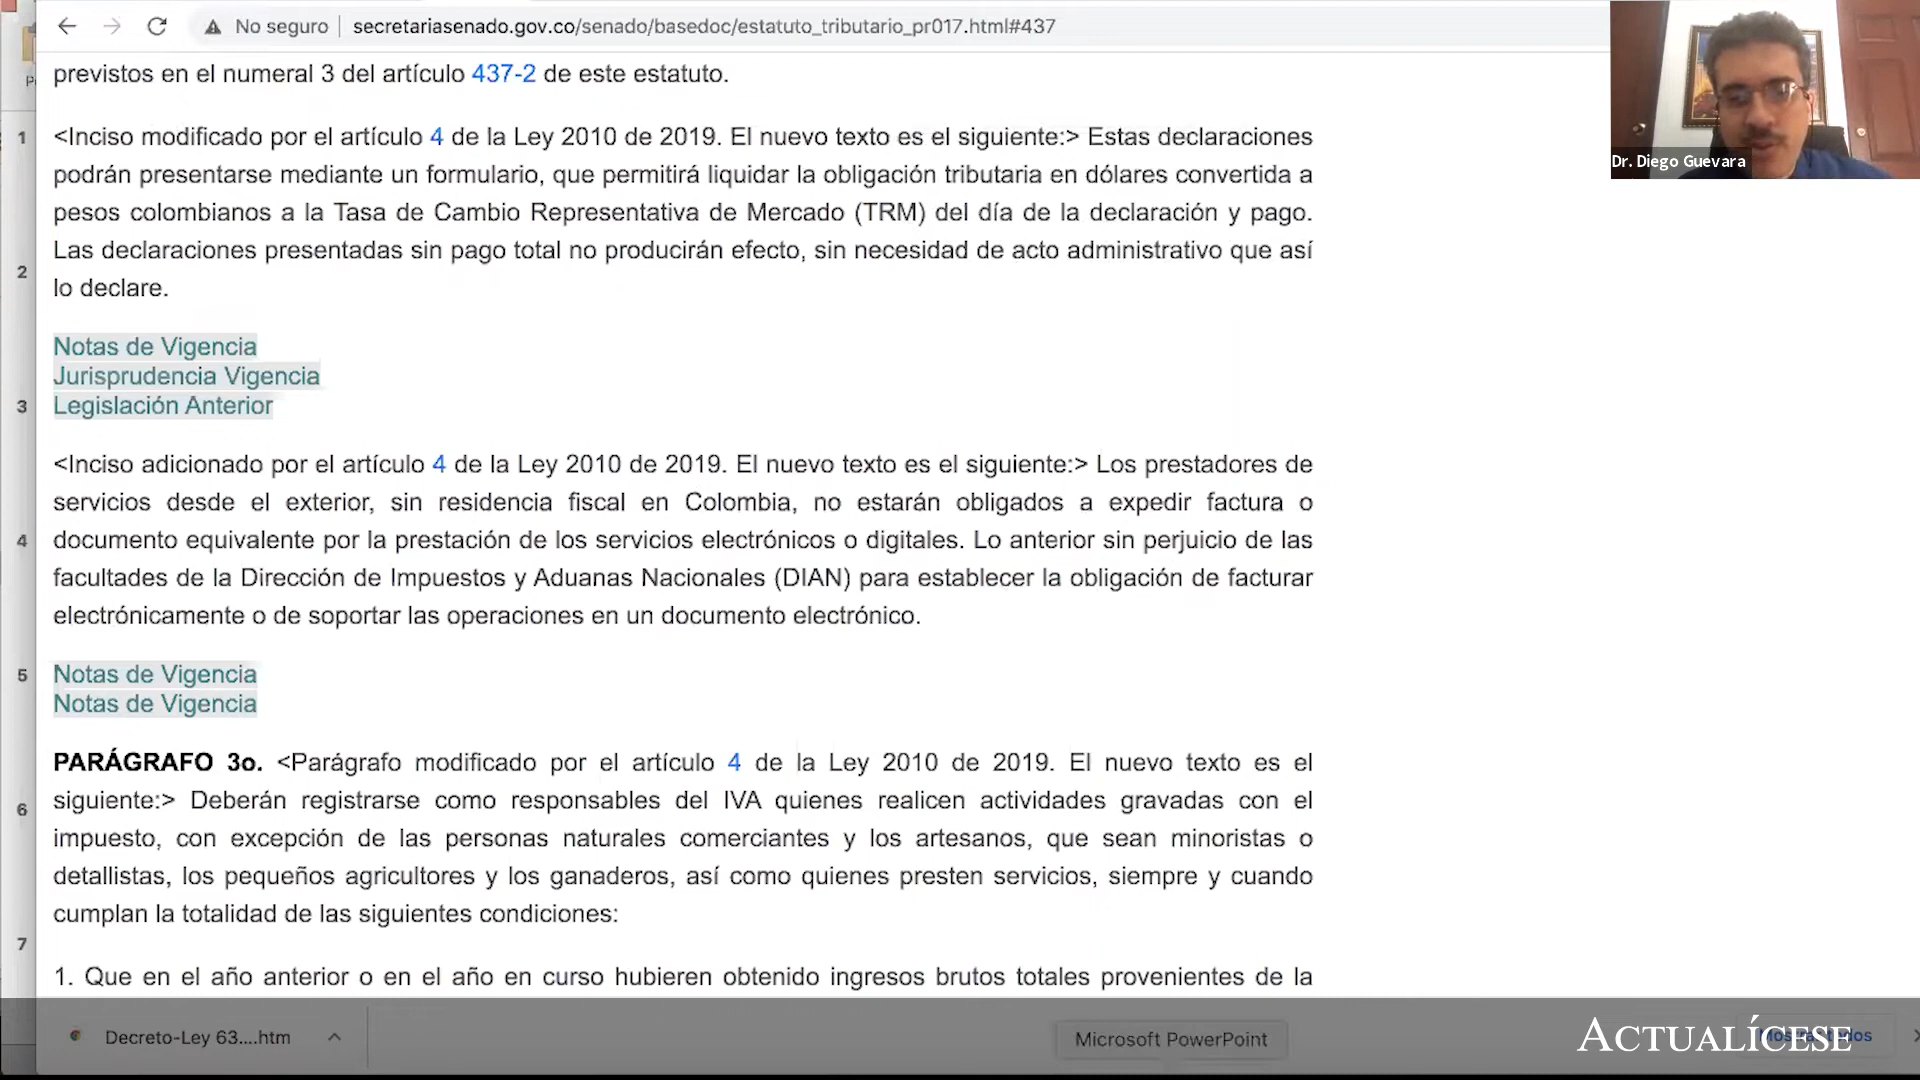 No seguro
secretariasenado.gov.co/senado/basedoc/estatuto_tributario_pr017.html#437
previstos en el numeral 3 del artículo 437-2 de este estatuto.
Dr. Diego Guevara
1
<Inciso modificado por el artículo 4 de la Ley 2010 de 2019. El nuevo texto es el siguiente:> Estas declaraciones
podrán presentarse mediante un formulario, que permitirá liquidar la obligación tributaria en dólares convertida a
pesos colombianos a la Tasa de Cambio Representativa de Mercado (TRM) del día de la declaración y pago.
Las declaraciones presentadas sin pago total no producirán efecto, sin necesidad de acto administrativo que así
2
lo declare.
Notas de Vigencia
Jurisprudencia Vigencia
3
Legislación Anterior
<Inciso adicionado por el artículo 4 de la Ley 2010 de 2019. El nuevo texto es el siguiente:> Los prestadores de
servicios desde el exterior, sin residencia fiscal en Colombia, no estarán obligados a expedir factura o
4
documento equivalente por la prestación de los servicios electrónicos o digitales. Lo anterior sin perjuicio de las
facultades de la Dirección de Impuestos y Aduanas Nacionales (DIAN) para establecer la obligación de facturar
electrónicamente o de soportar las operaciones en un documento electrónico.
5
Notas de Vigencia
Notas de Vigencia
PARÁGRAFO 3o. <Parágrafo modificado por el artículo 4 de la Ley 2010 de 2019. El nuevo texto es el
6
siguiente:> Deberán registrarse como responsables del IVA quienes realicen actividades gravadas con el
impuesto, con excepción de las personas naturales comerciantes y los artesanos, que sean minoristas o
detallistas, los pequeños agricultores y los ganaderos, así como quienes presten servicios, siempre y cuando
cumplan la totalidad de las siguientes condiciones:
7
1. Que en el año anterior o en el año en curso hubieren obtenido ingresos brutos totales provenientes de la
Decreto-Ley 63....htm
Microsoft PowerPoint
ACTUALÍCESE